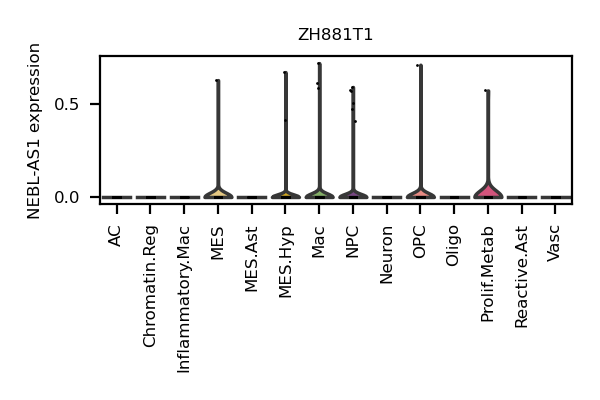 ZH881T1
NEBL-AS1 expression
0.5
0.0
AC
Chromatin.Reg
Inflammatory.Mac
MES
MES.Ast
MES.Hyp
Mac
NPC
Neuron
OPC
Oligo
Prolif.Metab
Reactive.Ast
Vasc